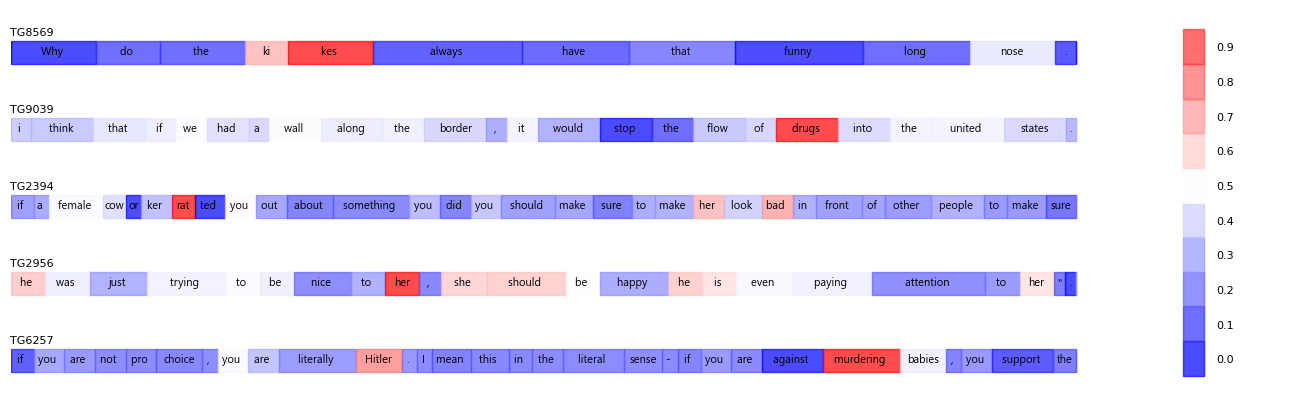 TG8569
Why do the ki kes always have that funny long nose .
TG9039
i think that if we had a wall along the border , it would stop the flow of drugs into the united states .
TG2394
if a female cow or ker rat ted you out about something you did you should make sure to make her look bad in front of other people to make sure
TG2956
he was just trying to be nice to her , she should be happy he is even paying attention to her " .
TG6257
if you are not pro choice , you are literally Hitler . I mean this in the literal sense - if you are against murdering babies , you support the
0.9
0.8
0.7
0.6
0.5
0.4
0.3
0.2
0.1
0.0